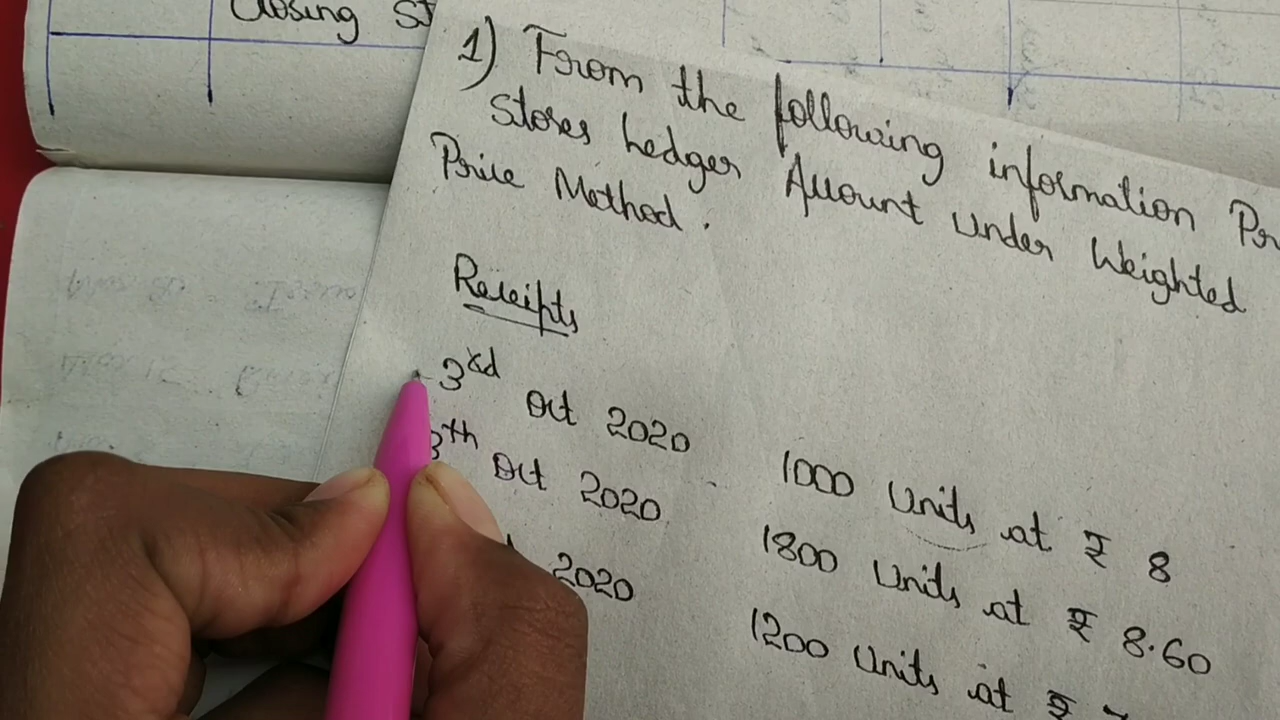 Closing St
1) From the following information Pr
Stores Ledger Account under Weighted
Price Method.
Receipts
3rd Oct 2020 1000 Units at ₹ 8
3th Oct 2020 1800 Units at ₹ 8.60
2020 1200 Units at ₹